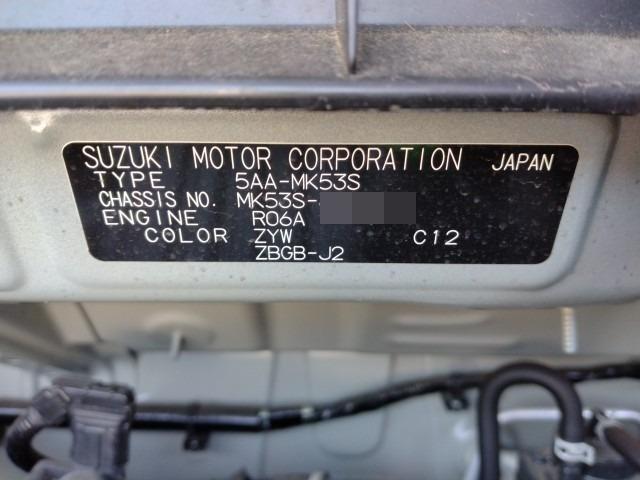 SUZUKI MOTOR CORPORATION JAPAN
TYPE 5AA-MK53S
CHASSIS NO. MK53S-
ENGINE R06A
COLOR ZYW C12
ZBGB-J2